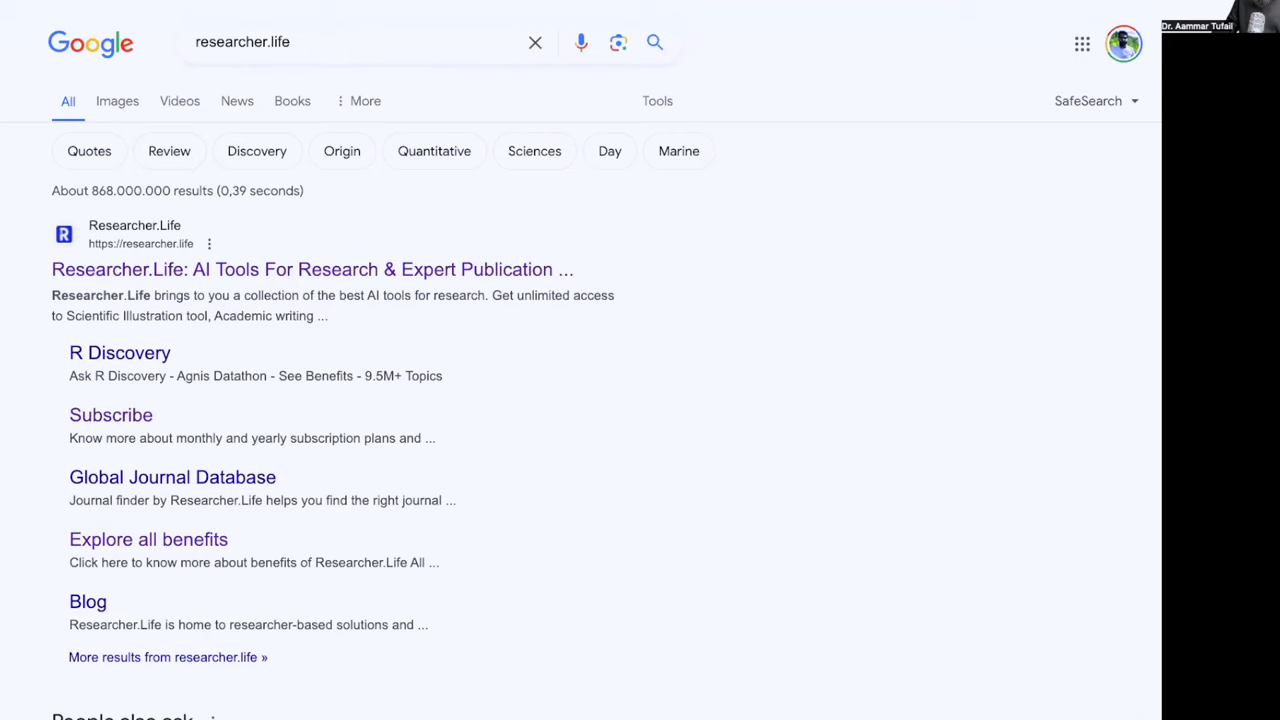 Dr. Aammar Tufail
Google
researcher.life
All
Images
Videos
News
Books
More
Tools
SafeSearch
Quotes
Review
Discovery
Origin
Quantitative
Sciences
Day
Marine
About 868.000.000 results (0,39 seconds)
R
Researcher.Life
https://researcher.life
Researcher.Life: AI Tools For Research & Expert Publication ...
Researcher.Life brings to you a collection of the best AI tools for research. Get unlimited access
to Scientific Illustration tool, Academic writing ...
R Discovery
Ask R Discovery - Agnis Datathon - See Benefits - 9.5M+ Topics
Subscribe
Know more about monthly and yearly subscription plans and ...
Global Journal Database
Journal finder by Researcher.Life helps you find the right journal ...
Explore all benefits
Click here to know more about benefits of Researcher.Life All ...
Blog
Researcher.Life is home to researcher-based solutions and ...
More results from researcher.life »
People also ask